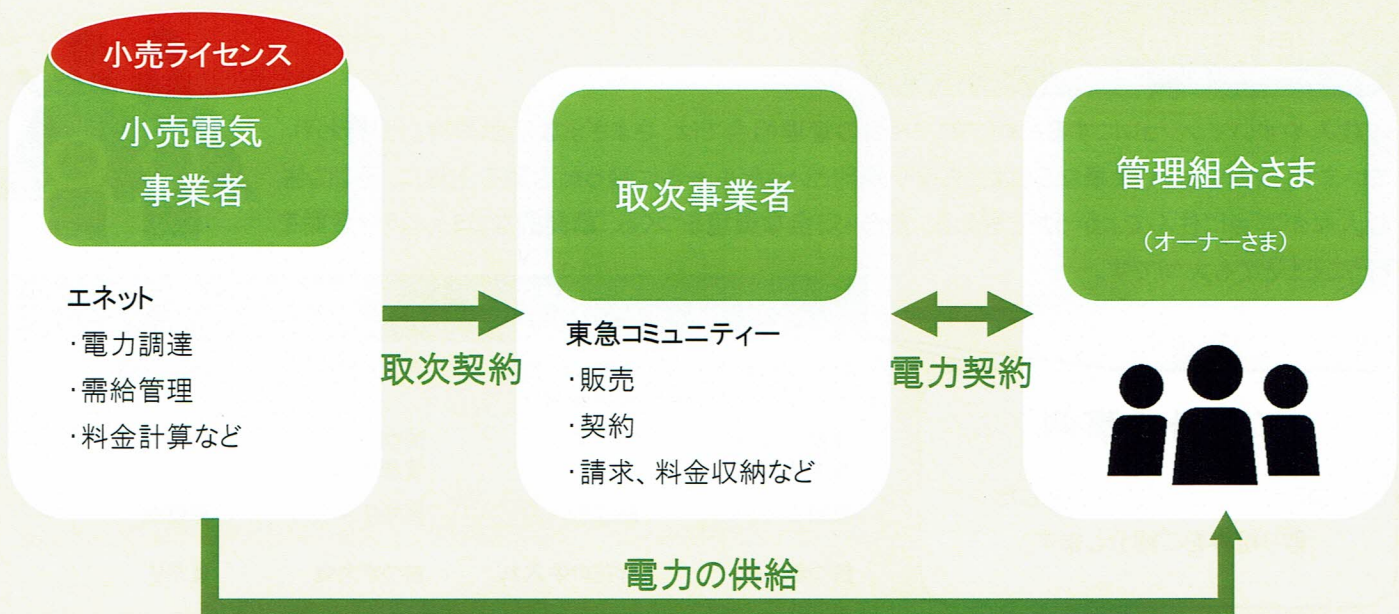 小売ライセンス
小売電気
事業者
エネット
・電力調達
・需給管理
・料金計算など
取次契約
取次事業者
東急コミュニティー
・販売
・契約
・請求、料金収納など
電力契約
管理組合さま
(オーナーさま)
電力の供給